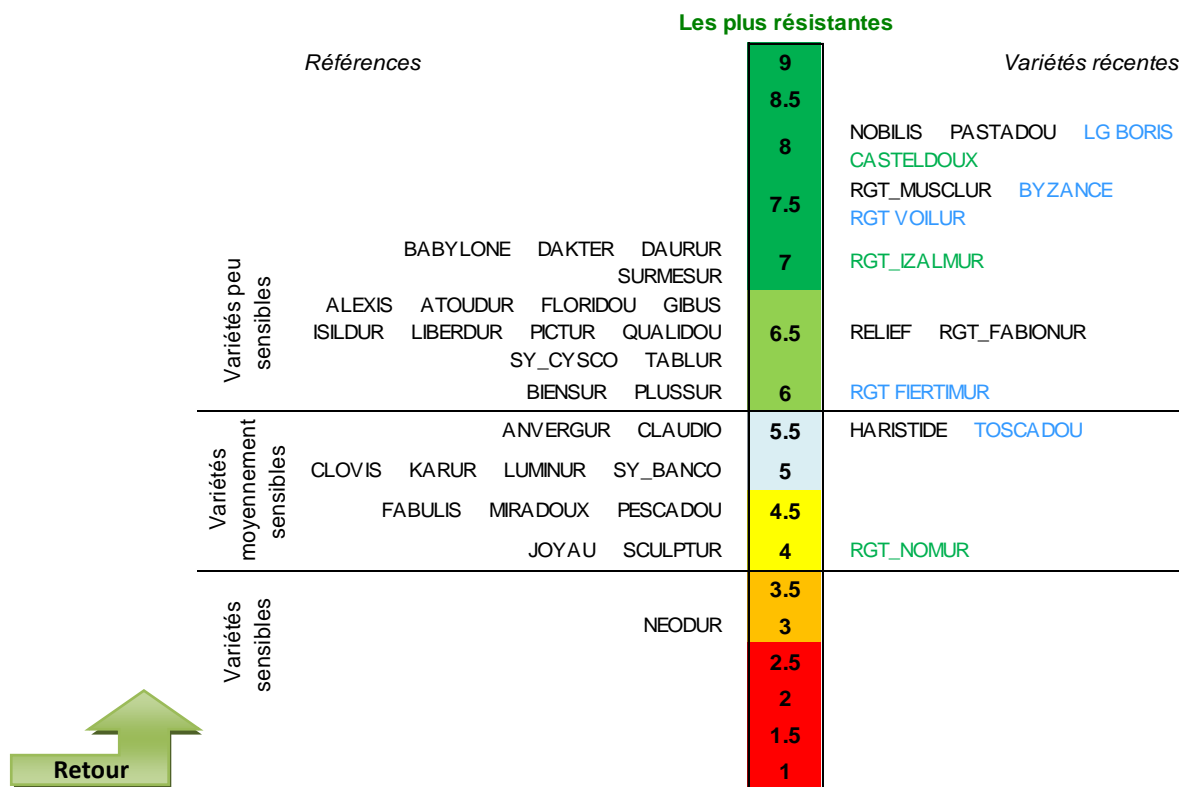 Les plus résistantes
Références 9 Variétés récentes
8.5
8 NOBILIS PASTADOU LG BORIS
CASTELDOUX
7.5 RGT_MUSCLUR BYZANCE
RGT VOILUR
Variétés peu
sensibles
BABYLONE DAKTER DAURUR
SURMESUR
7 RGT_IZALMUR
ALEXIS ATOUDUR FLORIDOU GIBUS
ISILDUR LIBERDUR PICTUR QUALIDOU
SY_CYSCO TABLUR
6.5 RELIEF RGT_FABIONUR
BIENSUR PLUSSUR 6 RGT FIERTIMUR
Variétés
moyennement
sensibles
ANVERGUR CLAUDIO 5.5 HARISTIDE TOSCADOU
CLOVIS KARUR LUMINUR SY_BANCO 5
FABULIS MIRADOUX PESCADOU 4.5
JOYAU SCULPTUR 4 RGT_NOMUR
Variétés
sensibles
3.5
NEODUR 3
2.5
2
1.5
1
Retour